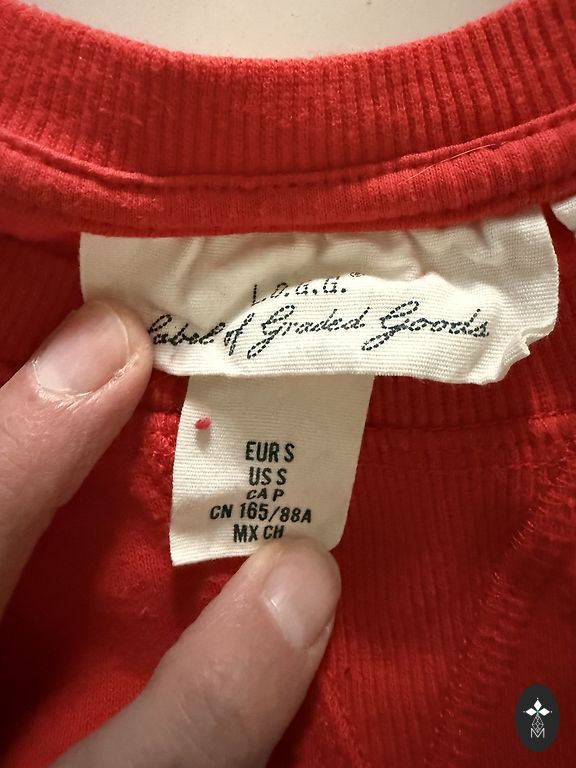 L.O.G.G.
Label of Graded Goods
EUR S
US S
CA P
CN 165/88A
MX CH